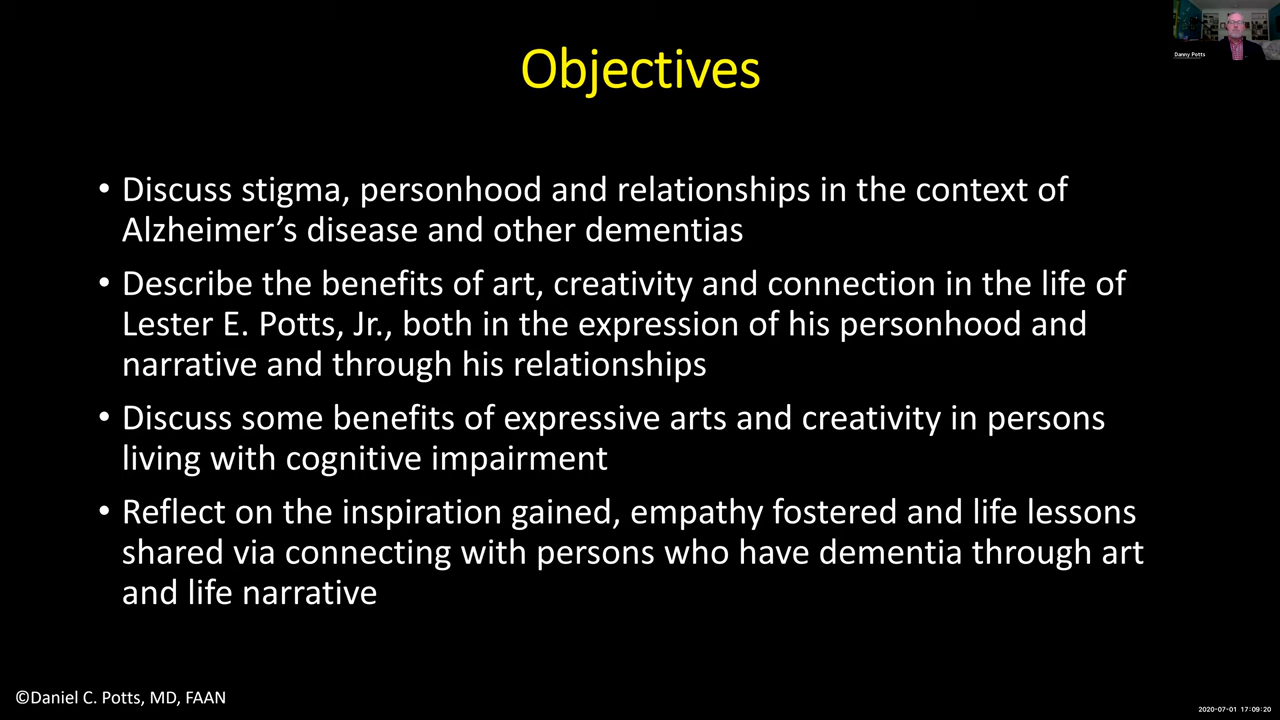 Danny Potts
Objectives
• Discuss stigma, personhood and relationships in the context of
Alzheimer’s disease and other dementias
• Describe the benefits of art, creativity and connection in the life of
Lester E. Potts, Jr., both in the expression of his personhood and
narrative and through his relationships
• Discuss some benefits of expressive arts and creativity in persons
living with cognitive impairment
• Reflect on the inspiration gained, empathy fostered and life lessons
shared via connecting with persons who have dementia through art
and life narrative
©Daniel C. Potts, MD, FAAN
2020-07-01 17:09:20